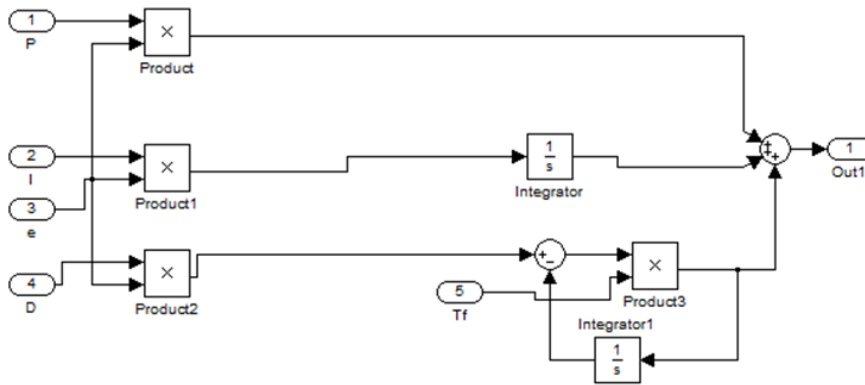 1
P
×
Product
2
I
×
Product1
1
s
Integrator
+
+
+
1
Out1
3
e
4
D
×
Product2
+
−
5
Tf
×
Product3
Integrator1
1
s